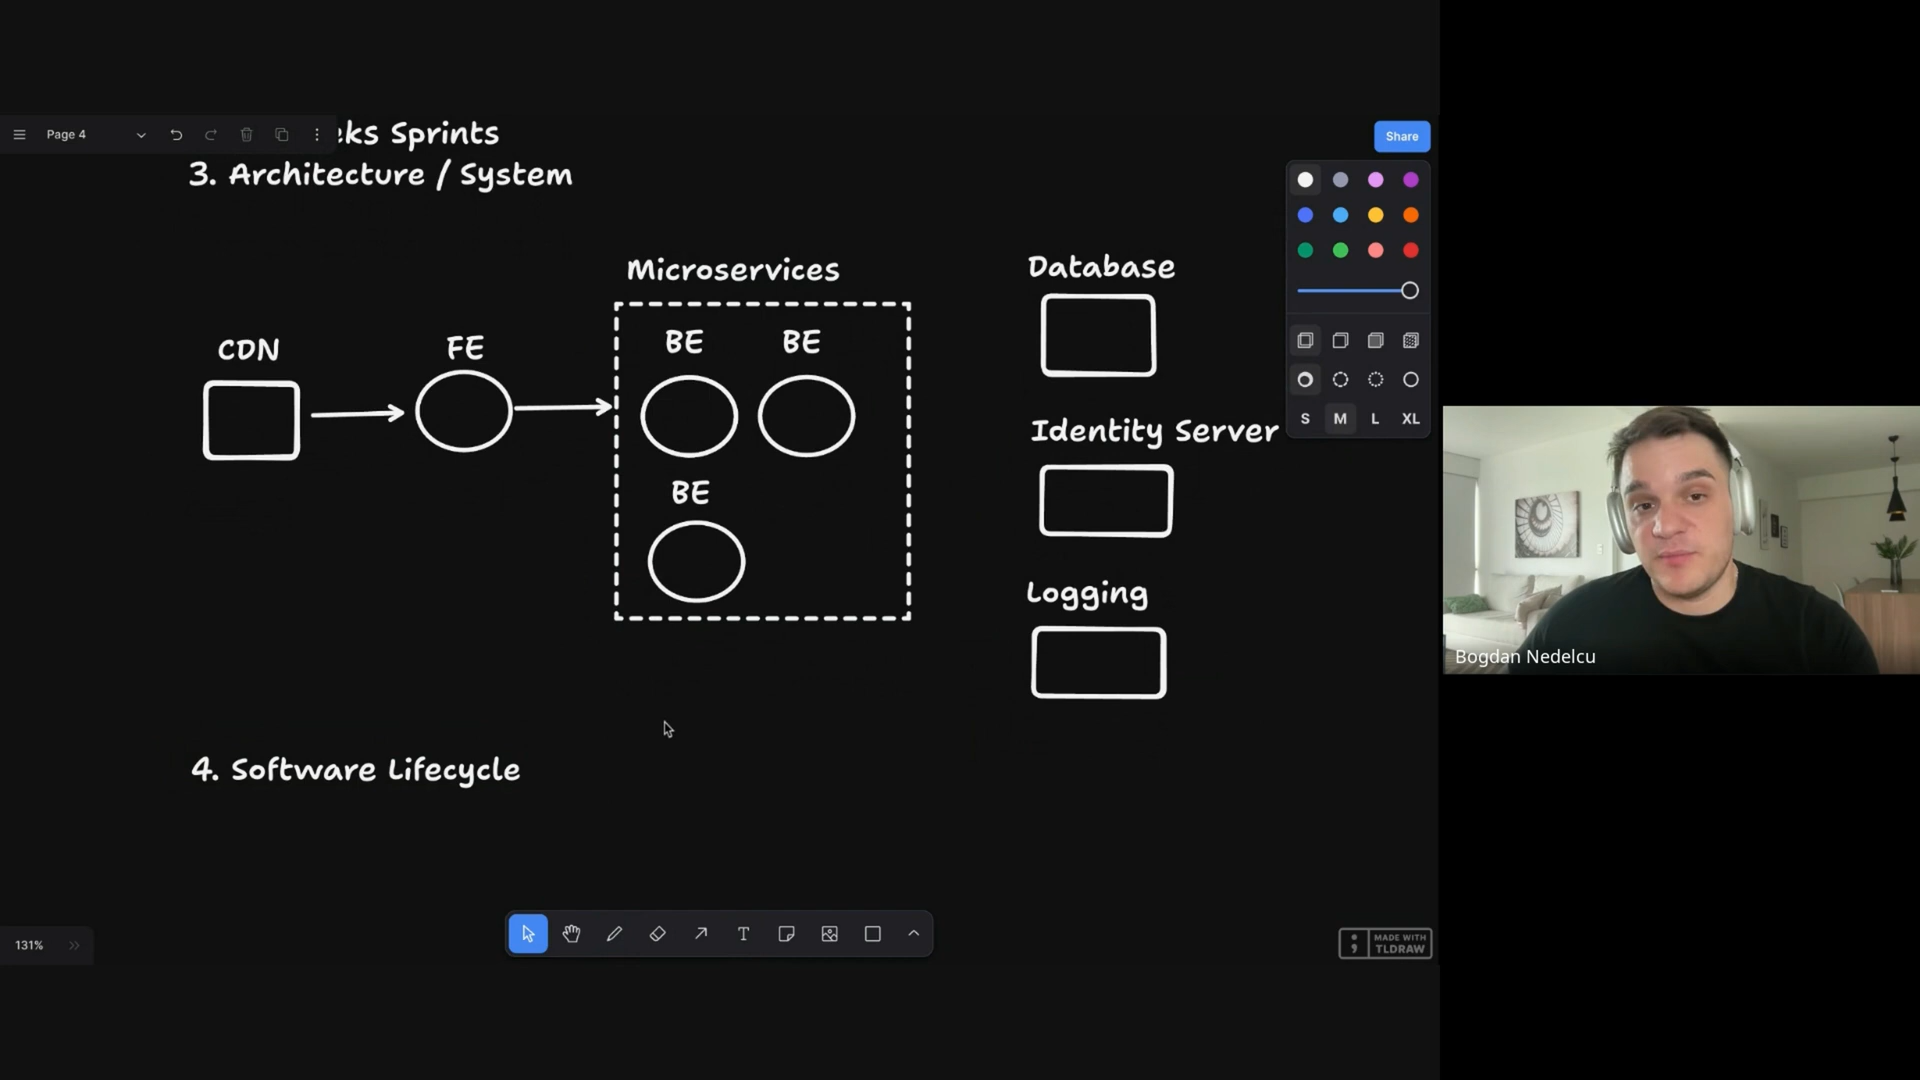 Page 4
eks Sprints
Share
3. Architecture / System
Microservices
Database
CDN
FE
BE
BE
Identity Server
S
M
L
XL
BE
Logging
Bogdan Nedelcu
4. Software Lifecycle
T
131%
MADE WITH
TLDRAW